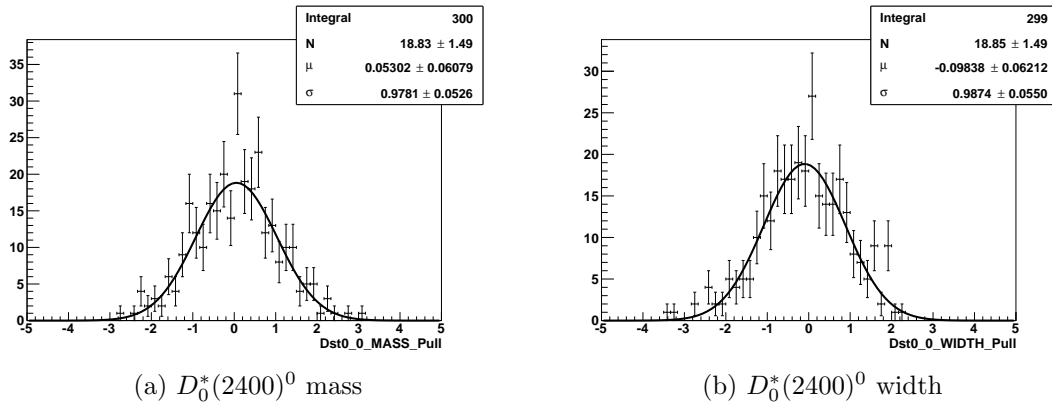 Integral 300
N 18.83 ± 1.49
μ 0.05302 ± 0.06079
σ 0.9781 ± 0.0526
35
30
25
20
15
10
5
0
-5 -4 -3 -2 -1 0 1 2 3 4 5
Dst0_0_MASS_Pull
(a) D₀*(2400)⁰ mass
Integral 299
N 18.85 ± 1.49
μ -0.09838 ± 0.06212
σ 0.9874 ± 0.0550
30
25
20
15
10
5
0
-5 -4 -3 -2 -1 0 1 2 3 4 5
Dst0_0_WIDTH_Pull
(b) D₀*(2400)⁰ width